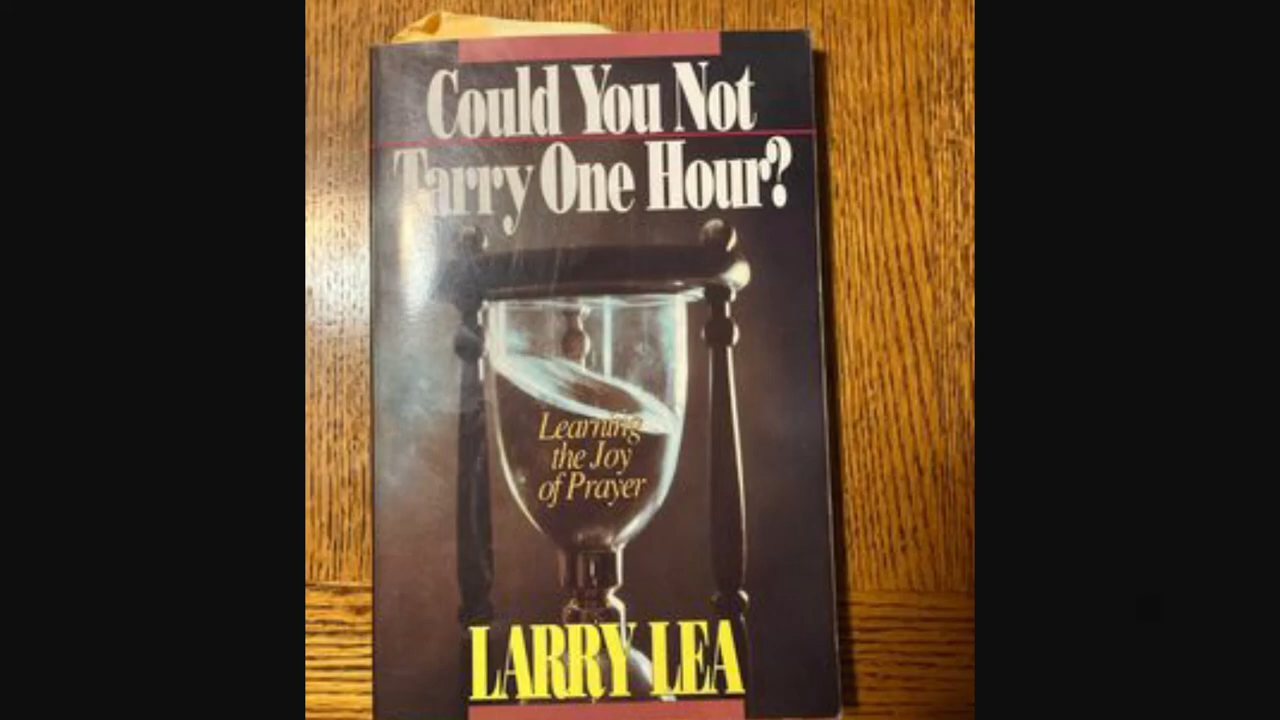 Could You Not
Tarry One Hour?
Learning
the Joy
of Prayer
LARRY LEA